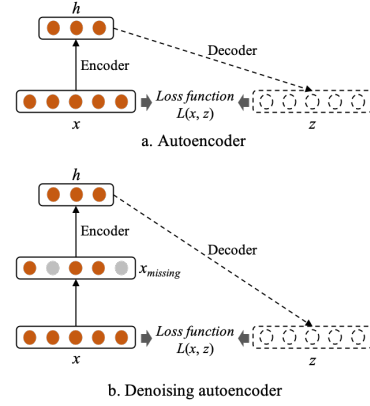 h
Encoder
Decoder
Loss function
L(x, z)
x
z
a. Autoencoder
h
Encoder
Decoder
x_missing
Loss function
L(x, z)
x
z
b. Denoising autoencoder